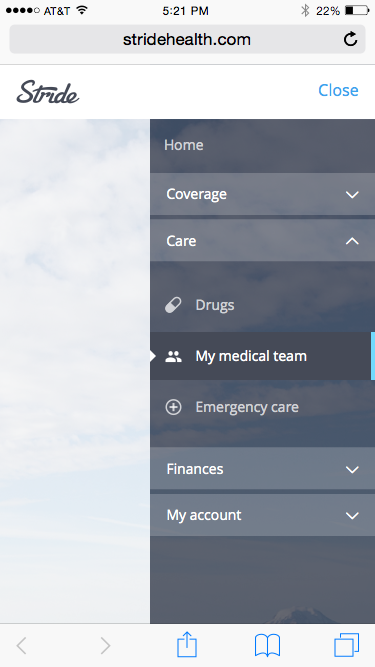 AT&T 5:21 PM 22%
stridehealth.com
Stride Close
Home
Coverage
Care
Drugs
My medical team
Emergency care
Finances
My account